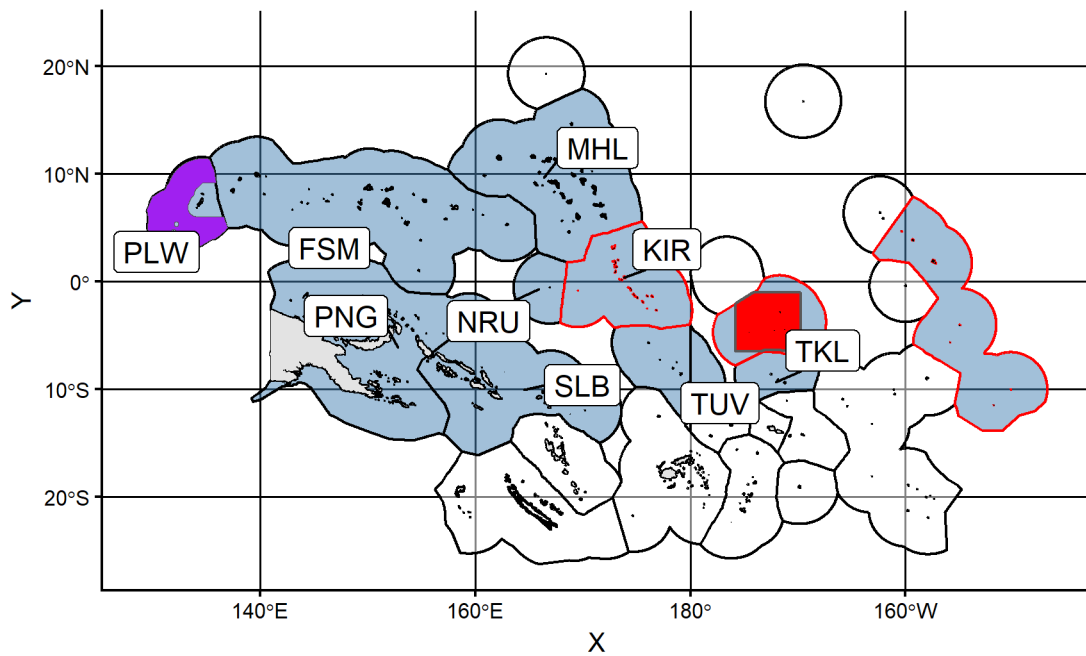 20°N
MHL
10°N
PLW
FSM
KIR
0°
Y
PNG
NRU
TKL
10°S
SLB
TUV
20°S
140°E
160°E
180°
160°W
X